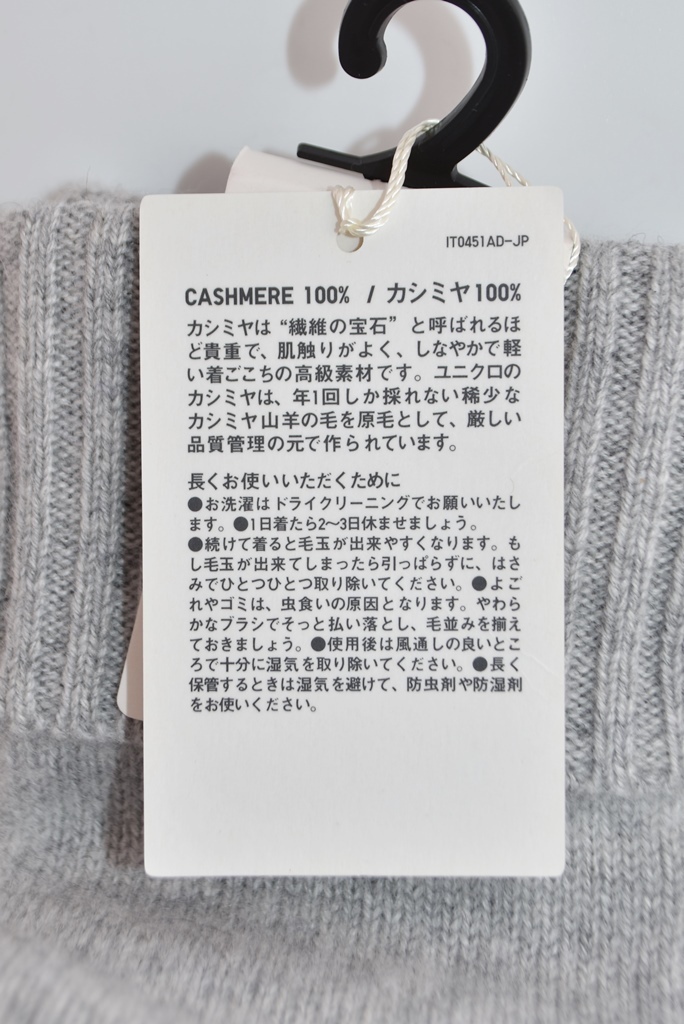 IT0451AD-JP
CASHMERE 100% / カシミヤ100%
カシミヤは“繊維の宝石”と呼ばれるほ
ど貴重で、肌触りがよく、しなやかで軽
い着ごこちの高級素材です。ユニクロの
カシミヤは、年1回しか採れない稀少な
カシミヤ山羊の毛を原毛として、厳しい
品質管理の元で作られています。
長くお使いいただくために
●お洗濯はドライクリーニングでお願いいたし
ます。●1日着たら2〜3日休ませましょう。
●続けて着ると毛玉が出来やすくなります。も
し毛玉が出来てしまったら引っぱらずに、はさ
みでひとつひとつ取り除いてください。●よご
れやゴミは、虫食いの原因となります。やわら
かなブラシでそっと払い落とし、毛並みを揃え
ておきましょう。●使用後は風通しの良いとこ
ろで十分に湿気を取り除いてください。●長く
保管するときは湿気を避けて、防虫剤や防湿剤
をお使いください。